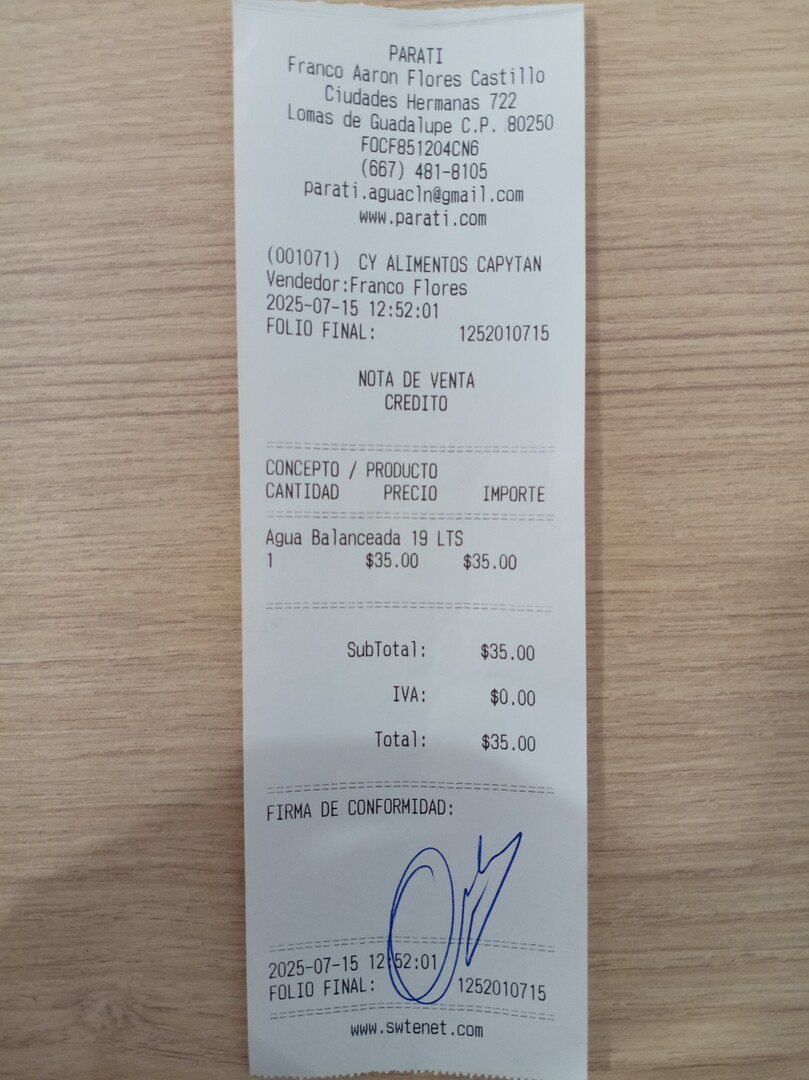 PARATI
Franco Aaron Flores Castillo
Ciudades Hermanas 722
Lomas de Guadalupe C.P. 80250
FOCF851204CN6
(667) 481-8105
parati.aguacln@gmail.com
www.parati.com
(001071) CY ALIMENTOS CAPYTAN
Vendedor:Franco Flores
2025-07-15 12:52:01
FOLIO FINAL: 1252010715
NOTA DE VENTA
CREDITO
CONCEPTO / PRODUCTO
CANTIDAD PRECIO IMPORTE
Agua Balanceada 19 LTS
1 $35.00 $35.00
SubTotal: $35.00
IVA: $0.00
Total: $35.00
FIRMA DE CONFORMIDAD:
2025-07-15 12:52:01
FOLIO FINAL: 1252010715
www.swtenet.com